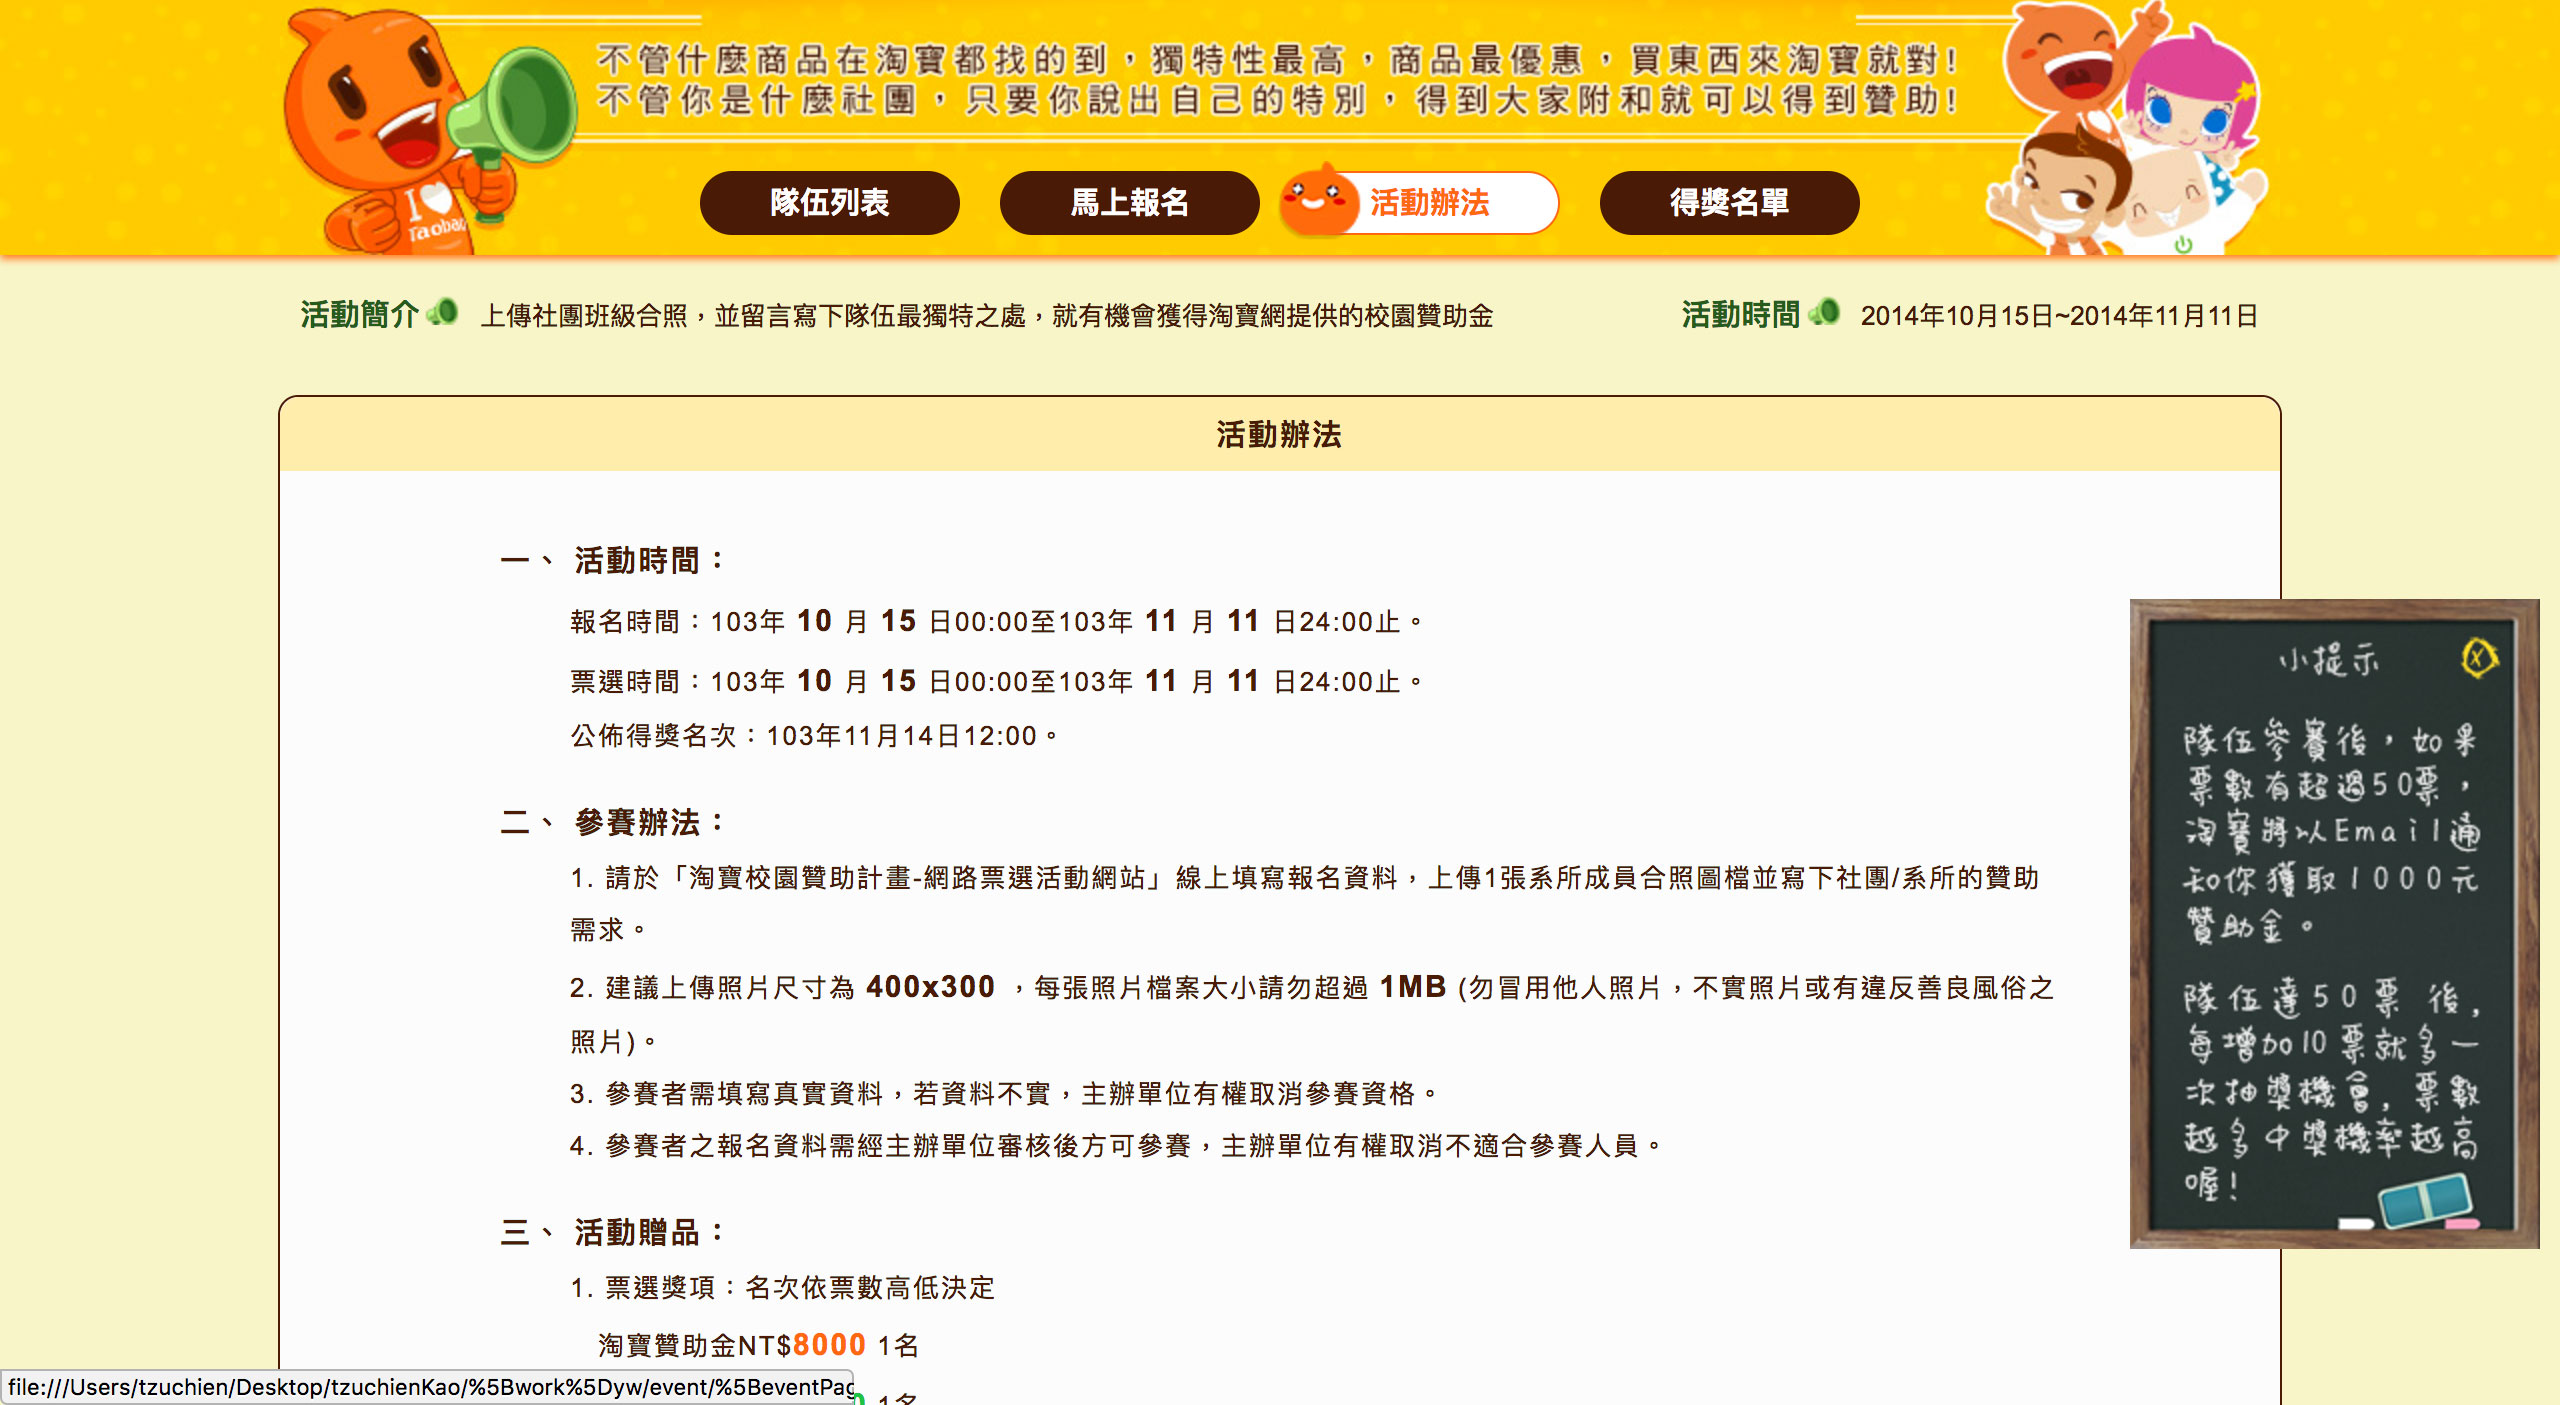 不管什麼商品在淘寶都找的到，獨特性最高，商品最優惠，買東西來淘寶就對!
不管你是什麼社團，只要你說出自己的特別，得到大家附和就可以得到贊助!
I
Taobao
隊伍列表
馬上報名
活動辦法
得獎名單
活動簡介 上傳社團班級合照，並留言寫下隊伍最獨特之處，就有機會獲得淘寶網提供的校園贊助金
活動時間 2014年10月15日~2014年11月11日
活動辦法
一、 活動時間：
報名時間：103年 10 月 15 日00:00至103年 11 月 11 日24:00止。
票選時間：103年 10 月 15 日00:00至103年 11 月 11 日24:00止。
公佈得獎名次：103年11月14日12:00。
二、 參賽辦法：
1. 請於「淘寶校園贊助計畫-網路票選活動網站」線上填寫報名資料，上傳1張系所成員合照圖檔並寫下社團/系所的贊助
需求。
2. 建議上傳照片尺寸為 400x300 ，每張照片檔案大小請勿超過 1MB (勿冒用他人照片，不實照片或有違反善良風俗之
照片)。
3. 參賽者需填寫真實資料，若資料不實，主辦單位有權取消參賽資格。
4. 參賽者之報名資料需經主辦單位審核後方可參賽，主辦單位有權取消不適合參賽人員。
三、 活動贈品：
1. 票選獎項：名次依票數高低決定
淘寶贊助金NT$8000 1名
0 1名
小提示
X
隊伍參賽後，如果
票數有超過50票，
淘寶將以Email通
知你獲取1000元
贊助金。
隊伍達50票 後,
每增加10票就多一
次抽獎機會, 票數
越多中獎機率越高
喔!
file:///Users/tzuchien/Desktop/tzuchienKao/%5Bwork%5Dyw/event/%5BeventPag